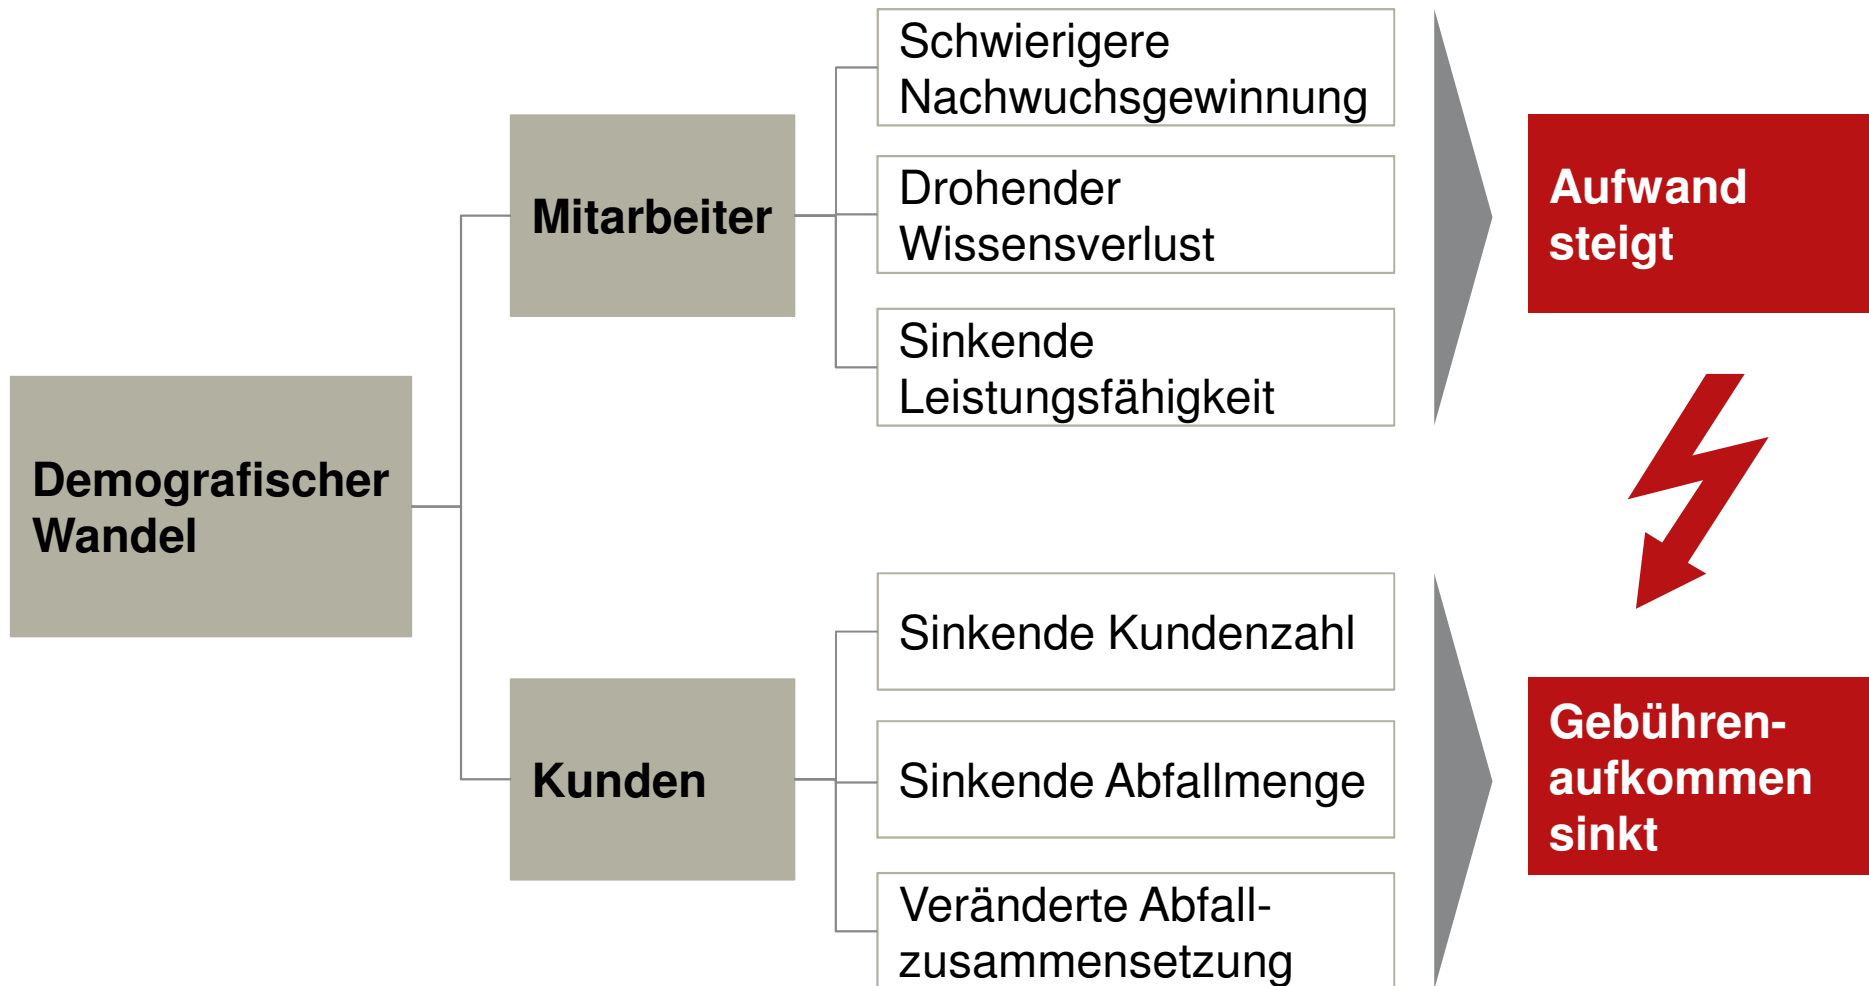 Demografischer
Wandel
Mitarbeiter
Schwierigere
Nachwuchsgewinnung
Drohender
Wissensverlust
Sinkende
Leistungsfähigkeit
Aufwand
steigt
Kunden
Sinkende Kundenzahl
Sinkende Abfallmenge
Veränderte Abfall-
zusammensetzung
Gebühren-
aufkommen
sinkt